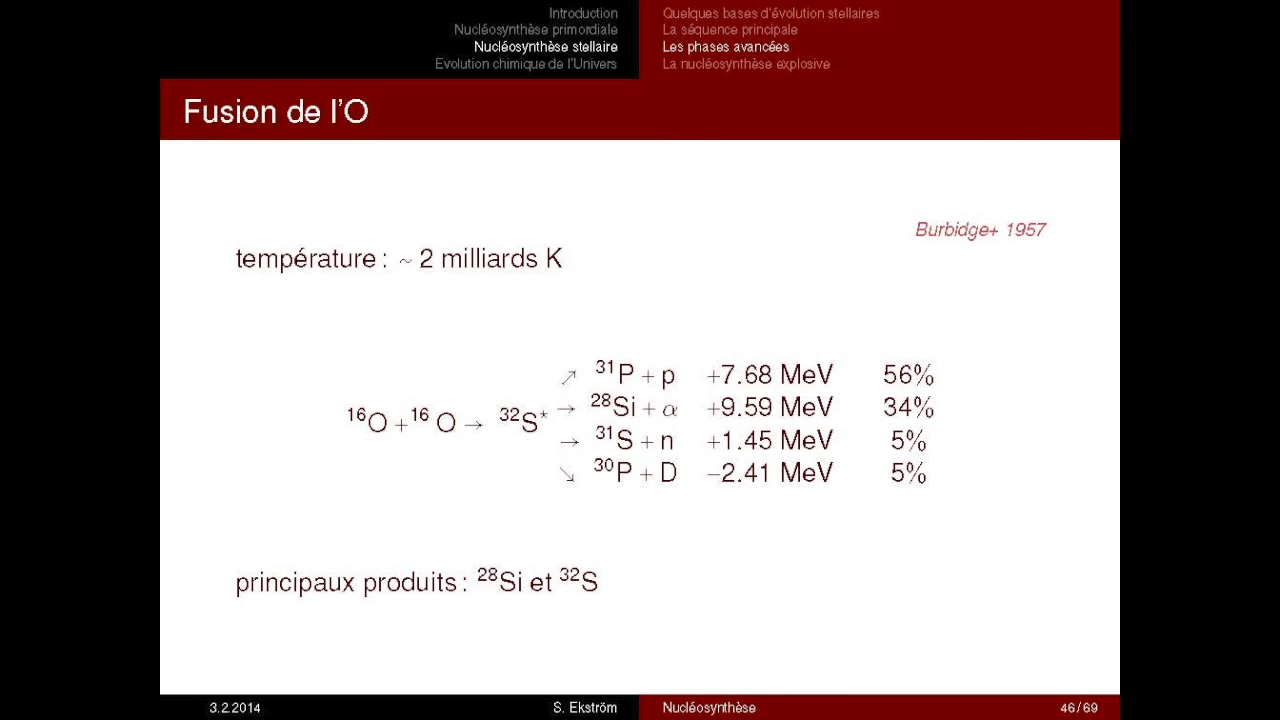 Introduction
Nucléosynthèse primordiale
Nucléosynthèse stellaire
Evolution chimique de l'Univers
Quelques bases d'évolution stellaires
La séquence principale
Les phases avancées
La nucléosynthèse explosive
Fusion de l'O
Burbidge+ 1957
température : ~ 2 milliards K
↗ ³¹P + p +7.68 MeV 56%
¹⁶O +¹⁶ O → ³²S* → ²⁸Si + α +9.59 MeV 34%
→ ³¹S + n +1.45 MeV 5%
↘ ³⁰P + D −2.41 MeV 5%
principaux produits : ²⁸Si et ³²S
3.2.2014 S. Ekström Nucléosynthèse 46/69